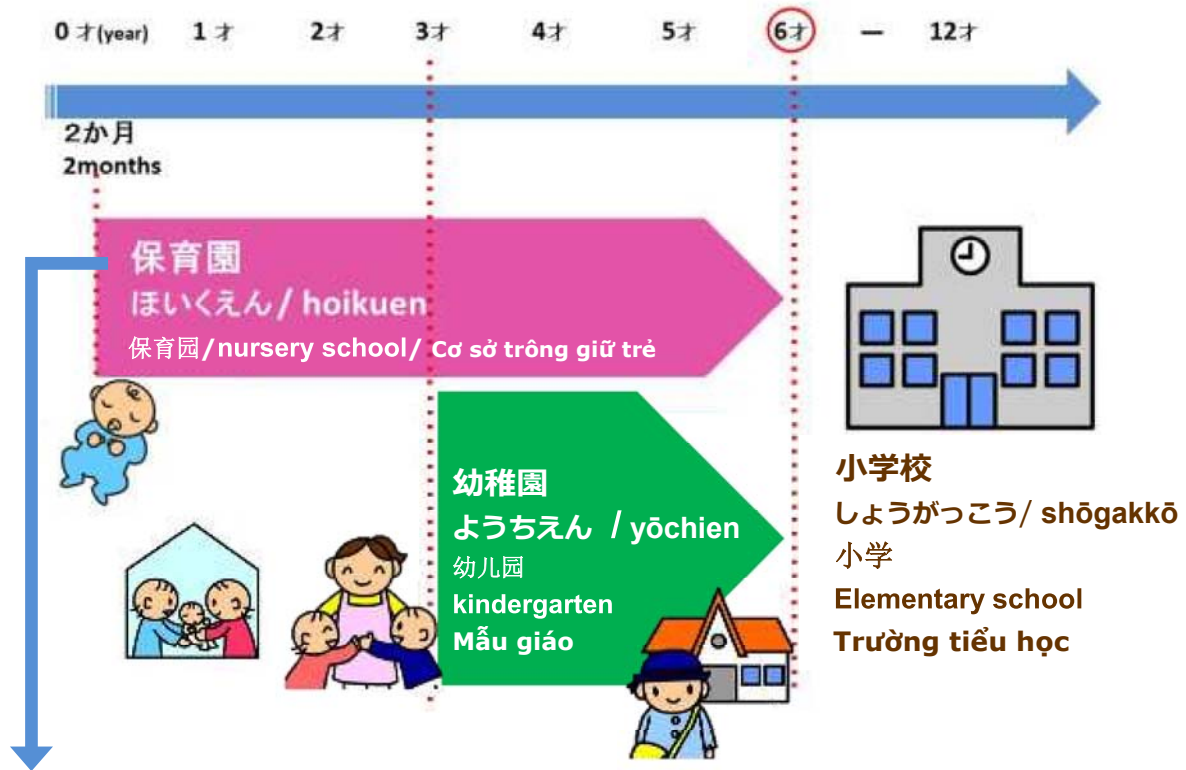 0 才(year) 1 才 2才 3才 4才 5才 6才 — 12才
2か月
2months
保育園
ほいくえん / hoikuen
保育园/nursery school/ Cơ sở trông giữ trẻ
幼稚園
ようちえん / yōchien
幼儿园
kindergarten
Mẫu giáo
小学校
しょうがっこう/ shōgakkō
小学
Elementary school
Trường tiểu học